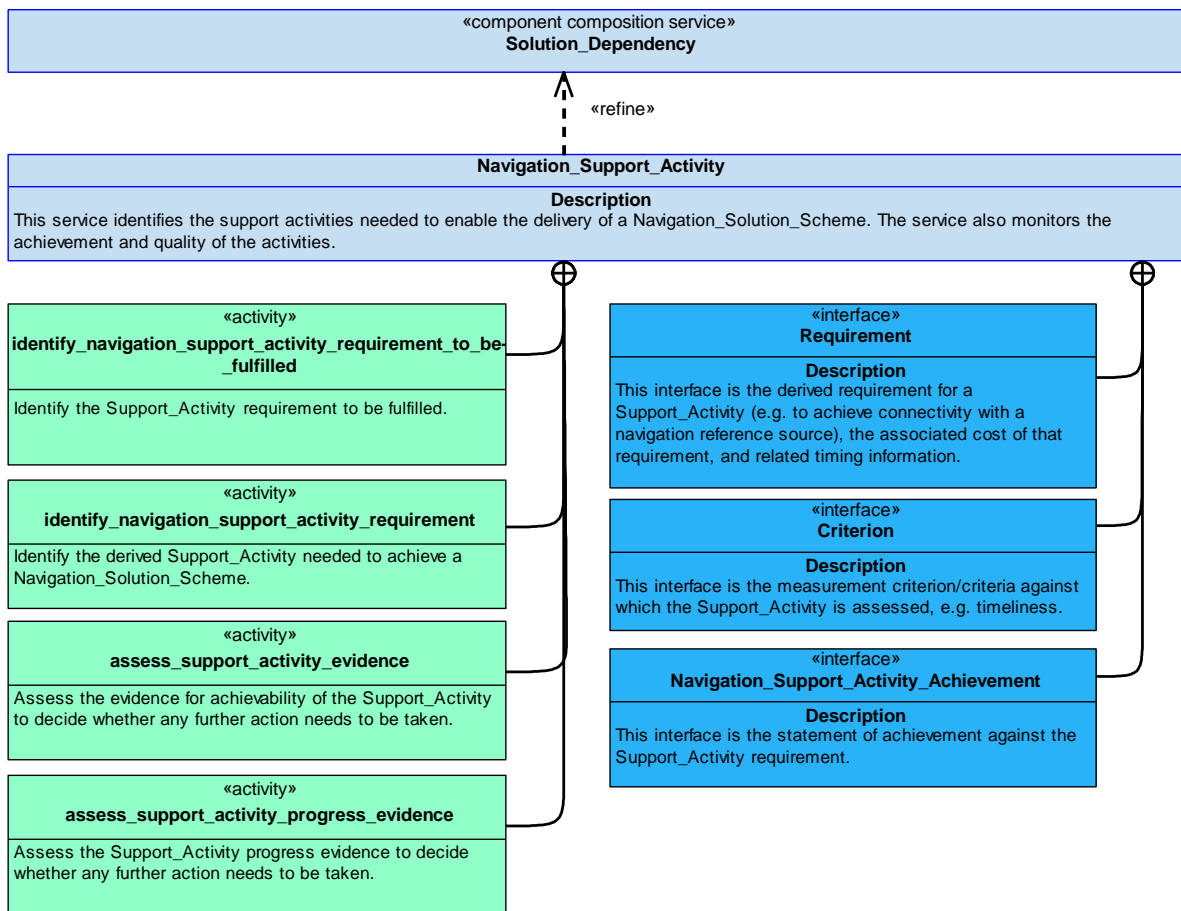 «component composition service»
Solution_Dependency
«refine»
Navigation_Support_Activity
Description
This service identifies the support activities needed to enable the delivery of a Navigation_Solution_Scheme. The service also monitors the
achievement and quality of the activities.
«activity»
identify_navigation_support_activity_requirement_to_be-
_fulfilled
Identify the Support_Activity requirement to be fulfilled.
«activity»
identify_navigation_support_activity_requirement
Identify the derived Support_Activity needed to achieve a
Navigation_Solution_Scheme.
«activity»
assess_support_activity_evidence
Assess the evidence for achievability of the Support_Activity
to decide whether any further action needs to be taken.
«activity»
assess_support_activity_progress_evidence
Assess the Support_Activity progress evidence to decide
whether any further action needs to be taken.
«interface»
Requirement
Description
This interface is the derived requirement for a
Support_Activity (e.g. to achieve connectivity with a
navigation reference source), the associated cost of that
requirement, and related timing information.
«interface»
Criterion
Description
This interface is the measurement criterion/criteria against
which the Support_Activity is assessed, e.g. timeliness.
«interface»
Navigation_Support_Activity_Achievement
Description
This interface is the statement of achievement against the
Support_Activity requirement.